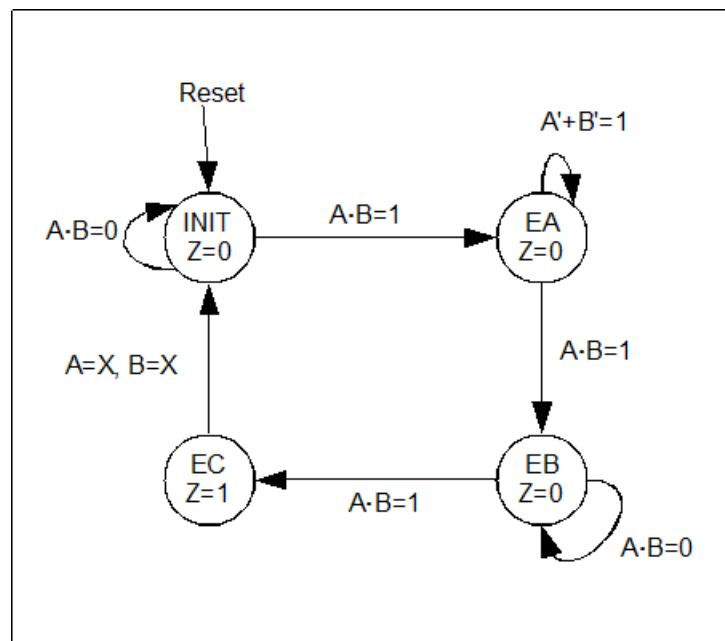 Reset
A'+B'=1
INIT
Z=0
A·B=0
A·B=1
EA
Z=0
A·B=1
A=X, B=X
EC
Z=1
A·B=1
EB
Z=0
A·B=0